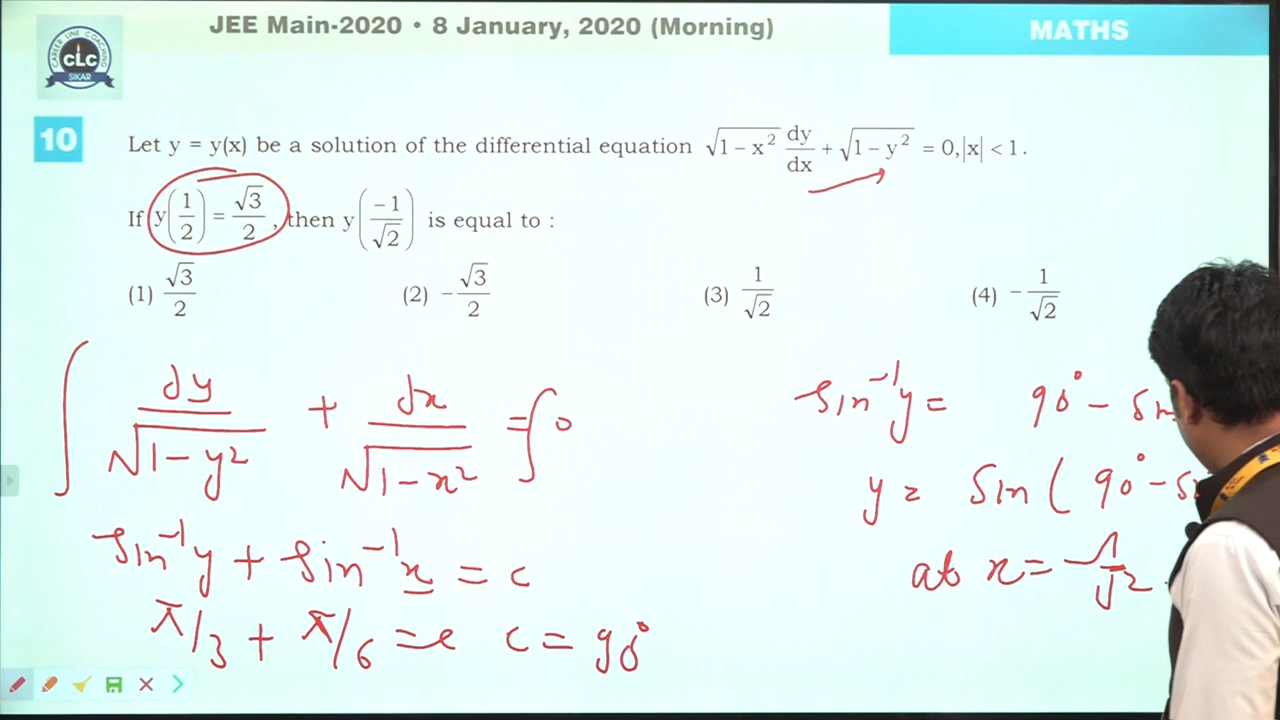 JEE Main-2020 • 8 January, 2020 (Morning)
MATHS
CAREER LINE COACHING
CLC
SIKAR
10
Let y = y(x) be a solution of the differential equation √(1 – x²) dy/dx + √(1 – y²) = 0, |x| < 1.
If y(1/2) = √3/2, then y(-1/√2) is equal to :
(1) √3/2 (2) -√3/2 (3) 1/√2 (4) -1/√2
∫ dy/√(1-y²) + dx/√(1-x²) = ∫0
sin⁻¹y + sin⁻¹x = c
π/3 + π/6 = c c = 90°
sin⁻¹y = 90° -
y = sin( 90° -
at x = -1/√2